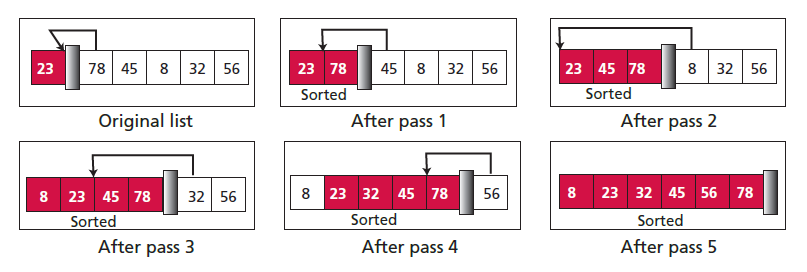 23 78 45 8 32 56
Original list
23 78 45 8 32 56
Sorted
After pass 1
23 45 78 8 32 56
Sorted
After pass 2
8 23 45 78 32 56
Sorted
After pass 3
8 23 32 45 78 56
Sorted
After pass 4
8 23 32 45 56 78
Sorted
After pass 5